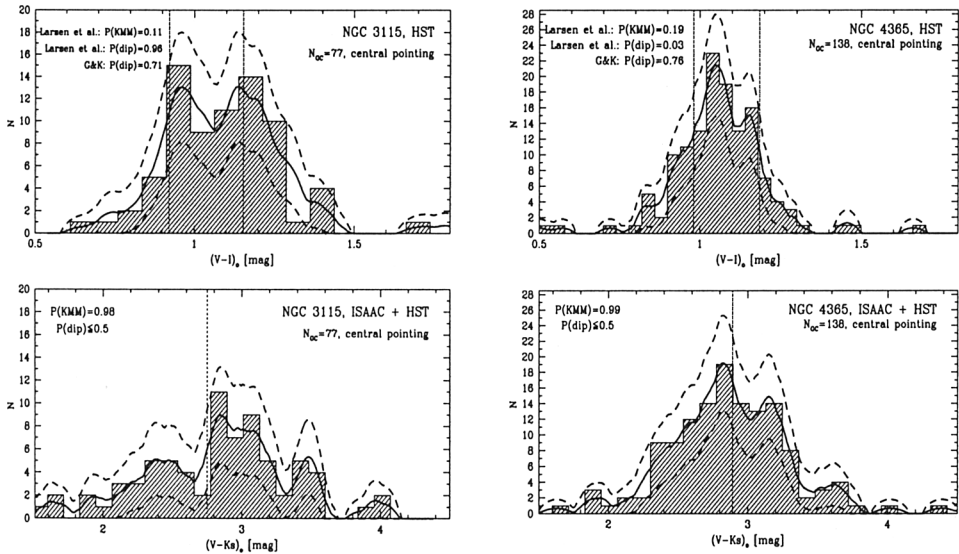 Larsen et al.: P(KMM)=0.11
Larsen et al.: P(dip)=0.96
G&K: P(dip)=0.71
NGC 3115, HST
N_GC=77, central pointing
18
16
14
12
10
8
6
4
2
0
N
0.5
1
1.5
(V-I)₀ [mag]
Larsen et al.: P(KMM)=0.19
Larsen et al.: P(dip)=0.03
G&K: P(dip)=0.76
NGC 4365, HST
N_GC=138, central pointing
28
26
24
22
20
18
16
14
12
10
8
6
4
2
0
N
0.5
1
1.5
(V-I)₀ [mag]
P(KMM)=0.98
P(dip)≤0.5
NGC 3115, ISAAC + HST
N_GC=77, central pointing
20
18
16
14
12
10
8
6
4
2
0
N
2
3
4
(V-Ks)₀ [mag]
P(KMM)=0.99
P(dip)≤0.5
NGC 4365, ISAAC + HST
N_GC=138, central pointing
28
26
24
22
20
18
16
14
12
10
8
6
4
2
0
N
2
3
4
(V-Ks)₀ [mag]